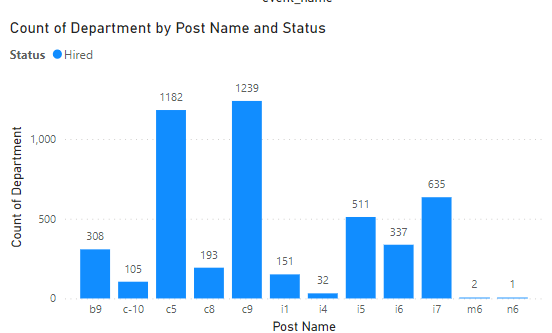 event_name
Count of Department by Post Name and Status
Status Hired
1239
1182
1,000
635
511
500
337
308
193
151
105
32
2
1
0
b9 c-10 c5 c8 c9 i1 i4 i5 i6 i7 m6 n6
Count of Department
Post Name